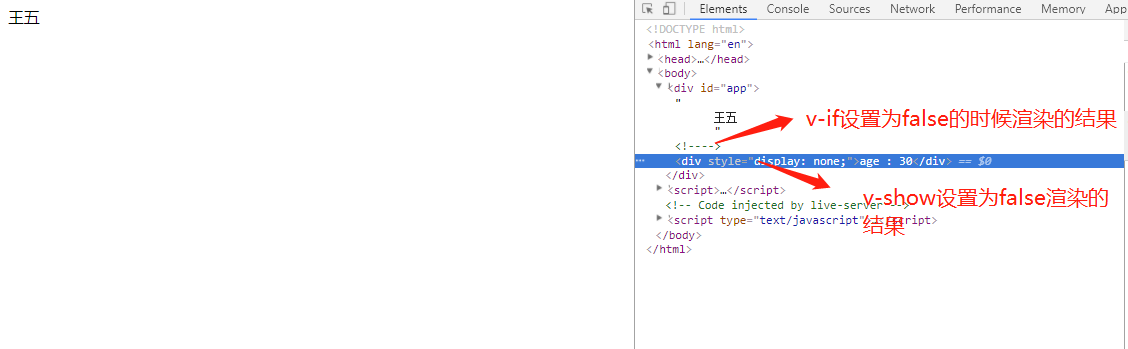 王五
Elements Console Sources Network Performance Memory App
<!DOCTYPE html>
<html lang="en">
<head>…</head>
<body>
<div id="app">
"
王五
"
v-if设置为false的时候渲染的结果
<!---->
<div style="display: none;">age : 30</div> == $0
</div>
<script>…</script>
v-show设置为false渲染的
<!-- Code injected by live-server -->
<script type="text/javascript">…</script>
结果
</body>
</html>